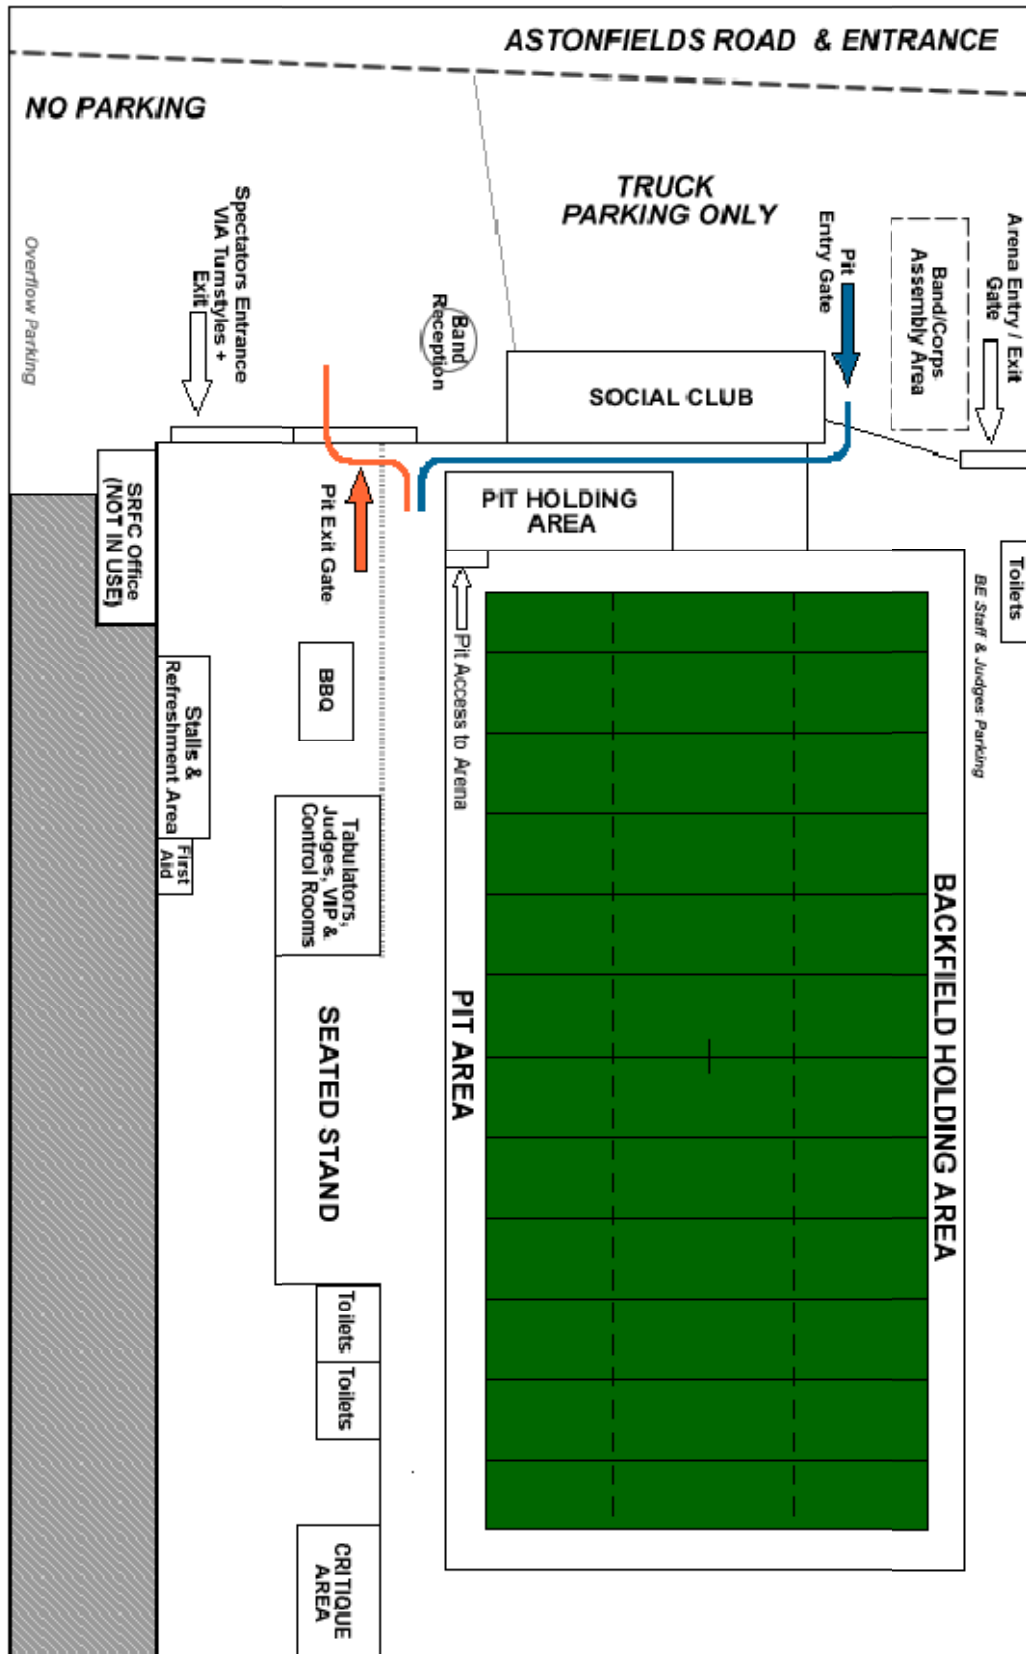 ASTONFIELDS ROAD & ENTRANCE
NO PARKING
TRUCK
PARKING ONLY
Overflow Parking
Spectators Entrance
VIA Turnstyles +
Exit
Band
Reception
Pit
Entry Gate
Band/Corps
Assembly Area
Arena Entry / Exit
Gate
SOCIAL CLUB
SRFC Office
(NOT IN USE)
Pit Exit Gate
PIT HOLDING
AREA
Toilets
BE Staff & Judges Parking
Pit Access to Arena
BBQ
Stalls &
Refreshment Area
First
Aid
Tabulators,
Judges, VIP &
Control Rooms
SEATED STAND
PIT AREA
BACKFIELD HOLDING AREA
Toilets
Toilets
CRITIQUE
AREA